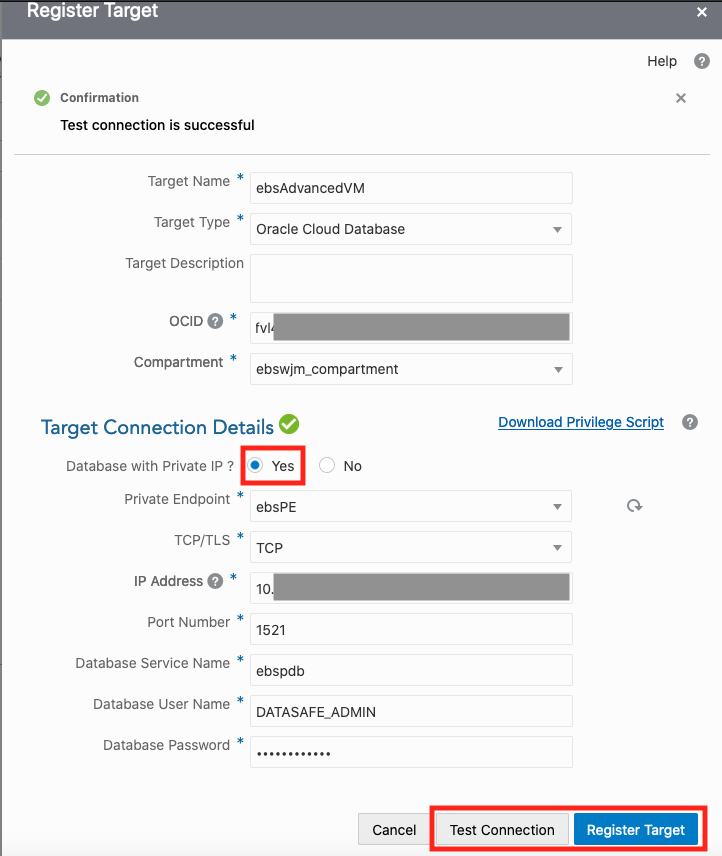 Register Target
Help
Confirmation
Test connection is successful
Target Name * ebsAdvancedVM
Target Type * Oracle Cloud Database
Target Description
OCID * fvl4
Compartment * ebswjm_compartment
Target Connection Details
Download Privilege Script
Database with Private IP ? Yes No
Private Endpoint * ebsPE
TCP/TLS * TCP
IP Address * 10.
Port Number * 1521
Database Service Name * ebspdb
Database User Name * DATASAFE_ADMIN
Database Password * ••••••••••••
Cancel Test Connection Register Target